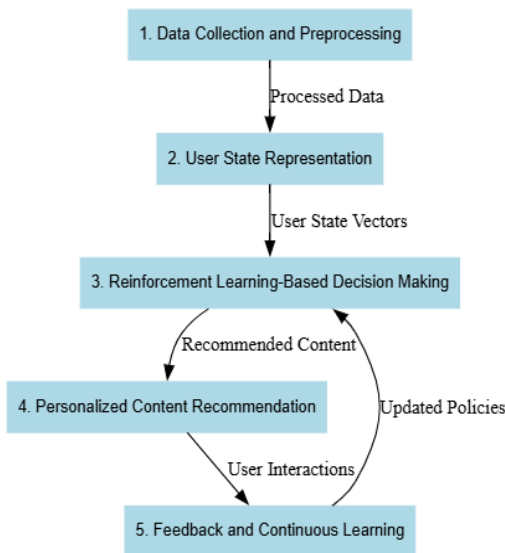 1. Data Collection and Preprocessing
Processed Data
2. User State Representation
User State Vectors
3. Reinforcement Learning-Based Decision Making
Recommended Content
4. Personalized Content Recommendation
Updated Policies
User Interactions
5. Feedback and Continuous Learning